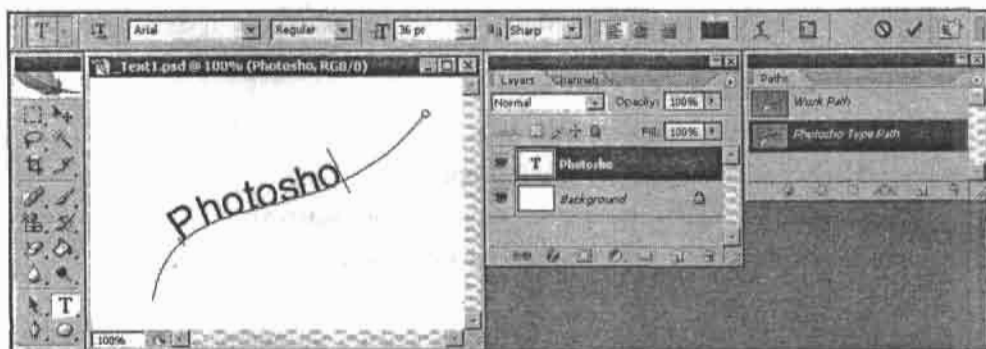 T T Arial Regular T 36 pt aa Sharp
_Text1.psd @ 100% (Photosho, RGB/8)
Photosho
T
100%
Layers Channels
Normal Opacity: 100%
Fill: 100%
T Photosho
Background
Paths
Work Path
Photosho Type Path